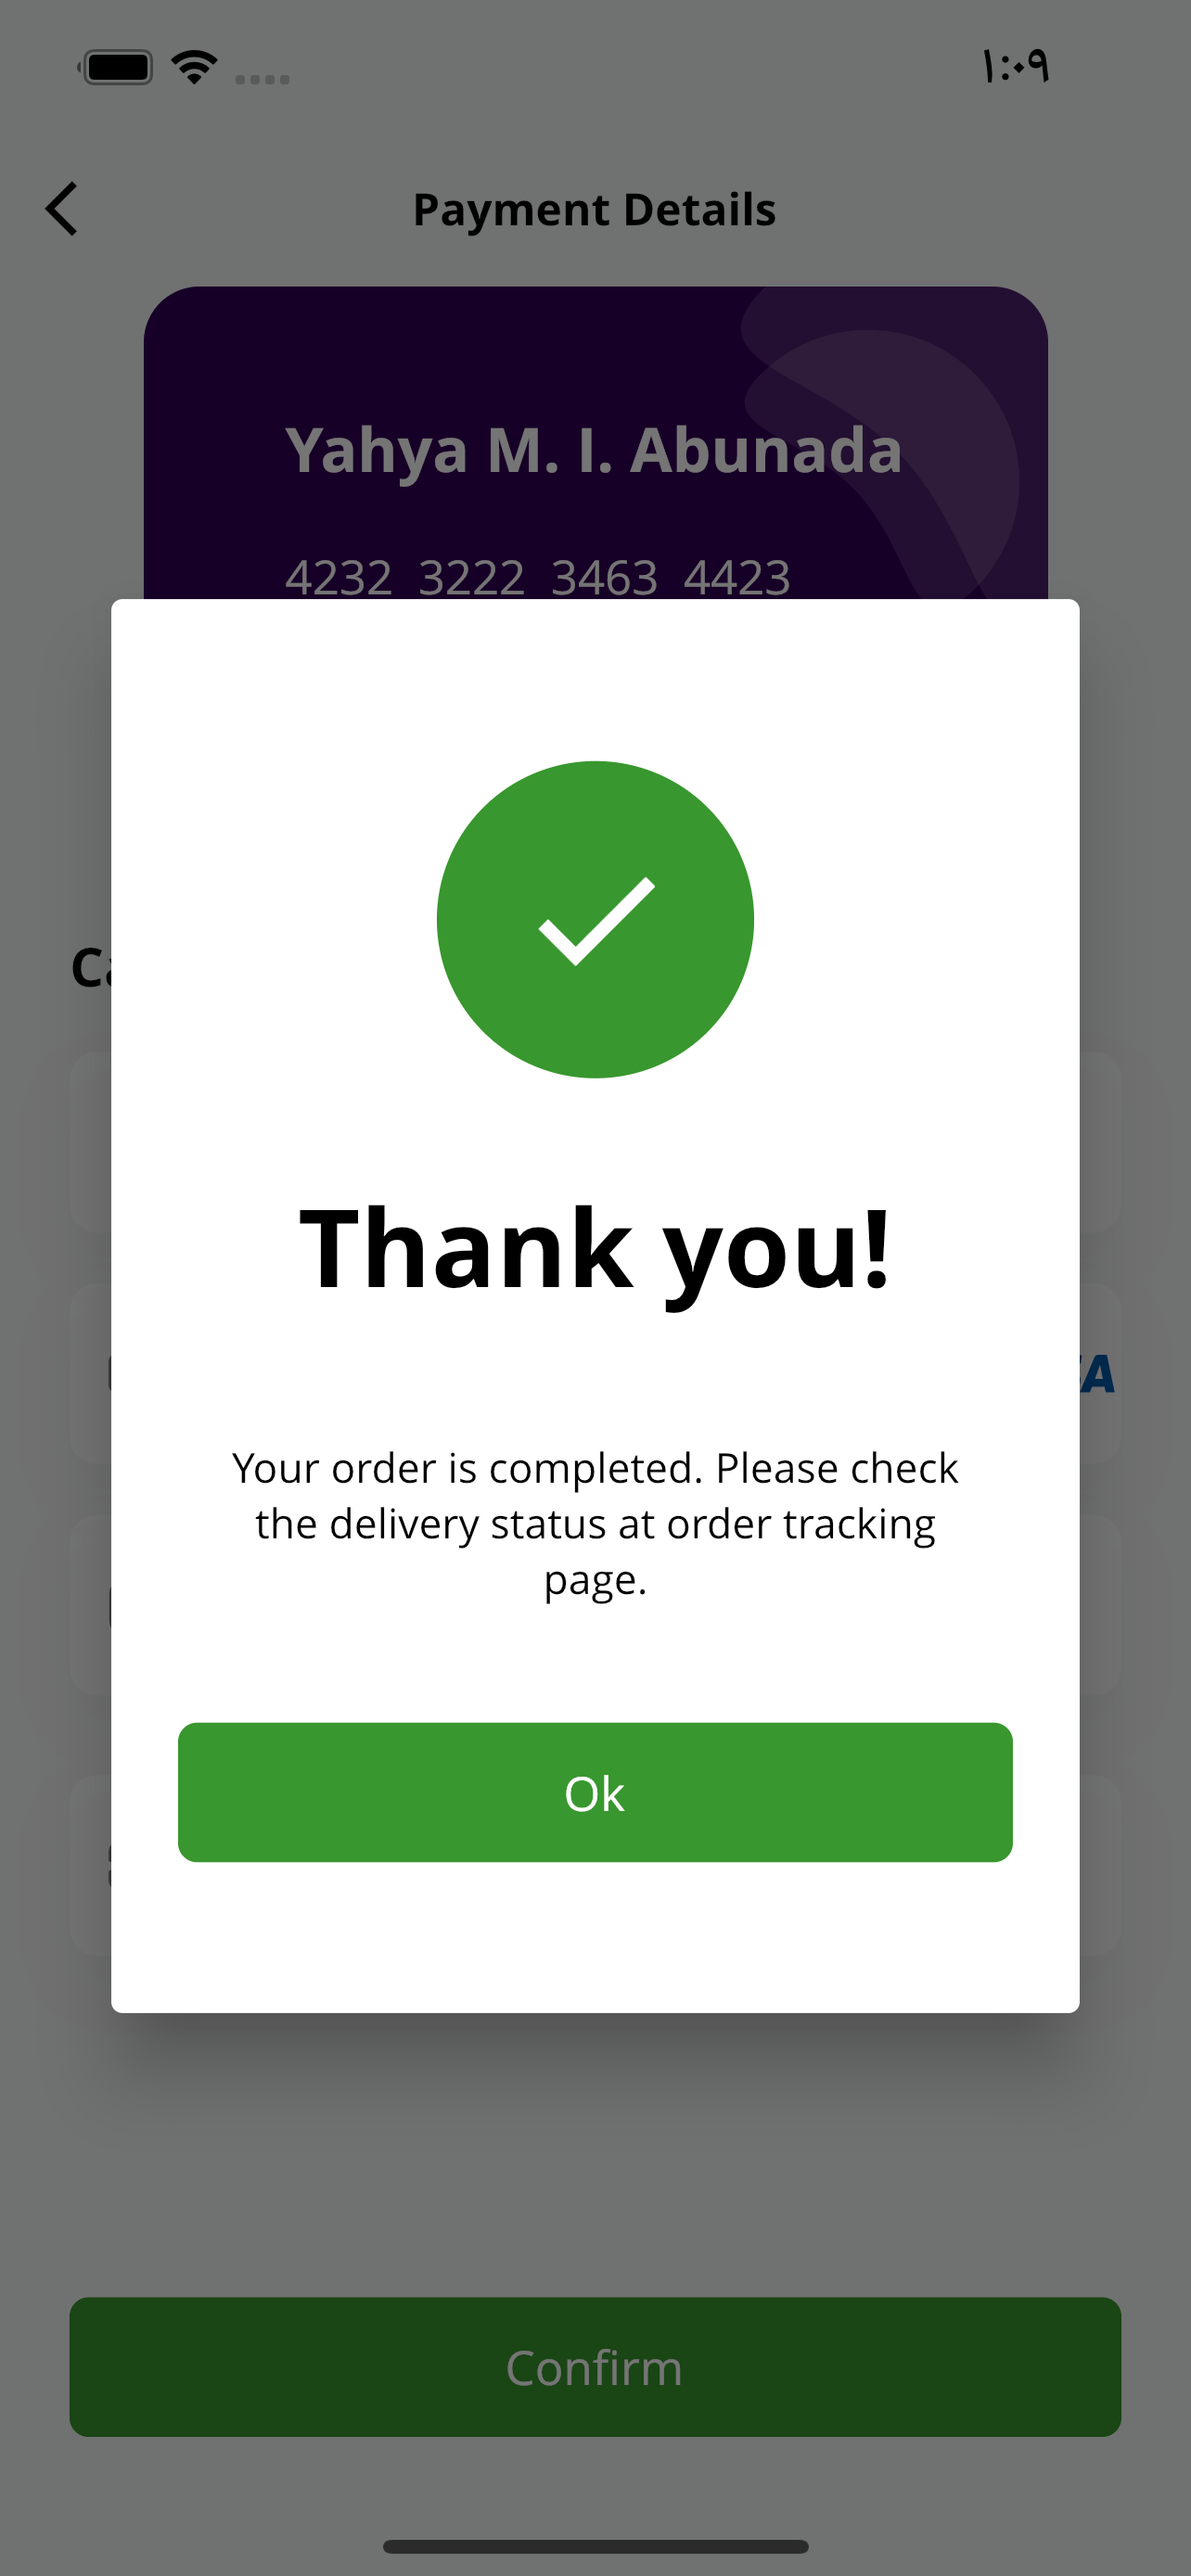 ١:٠٩
Payment Details
Yahya M. I. Abunada
4232 3222 3463 4423
Thank you!
Your order is completed. Please check
the delivery status at order tracking
page.
Ok
Confirm